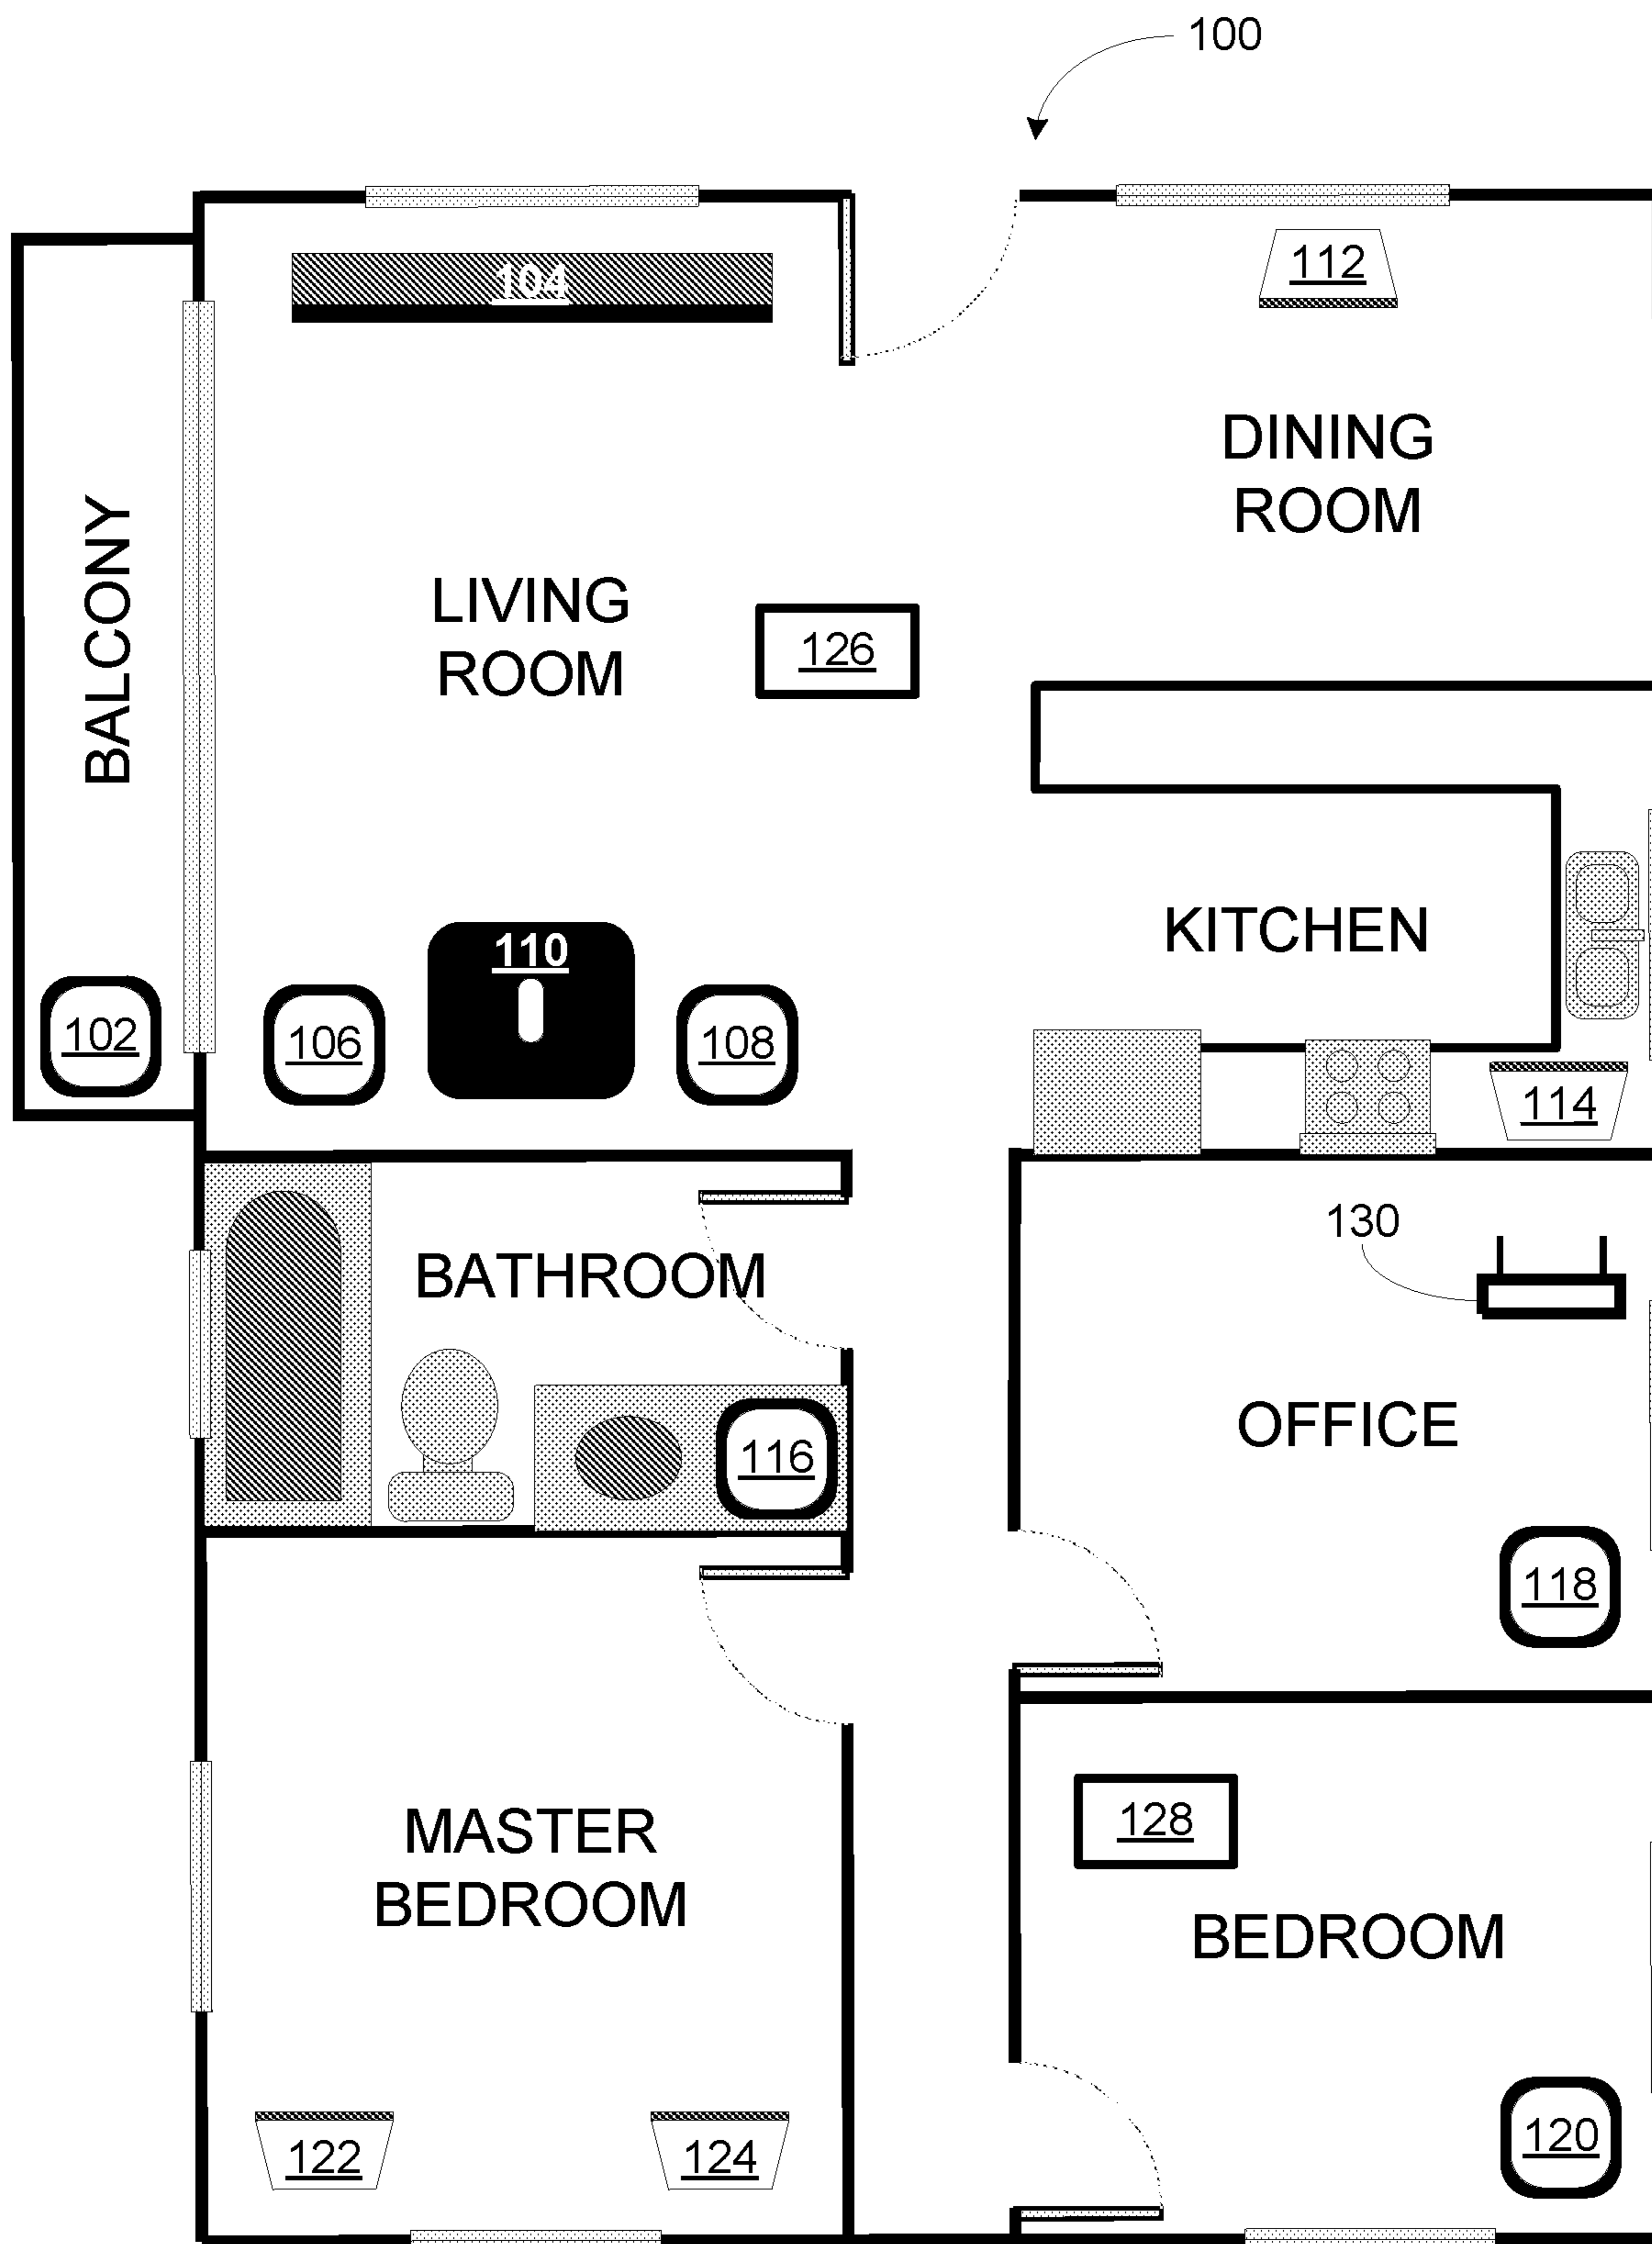 100
104
112
DINING
ROOM
BALCONY
LIVING
ROOM
126
KITCHEN
110
102
106
108
114
130
BATHROOM
OFFICE
116
118
128
MASTER
BEDROOM
BEDROOM
120
122
124